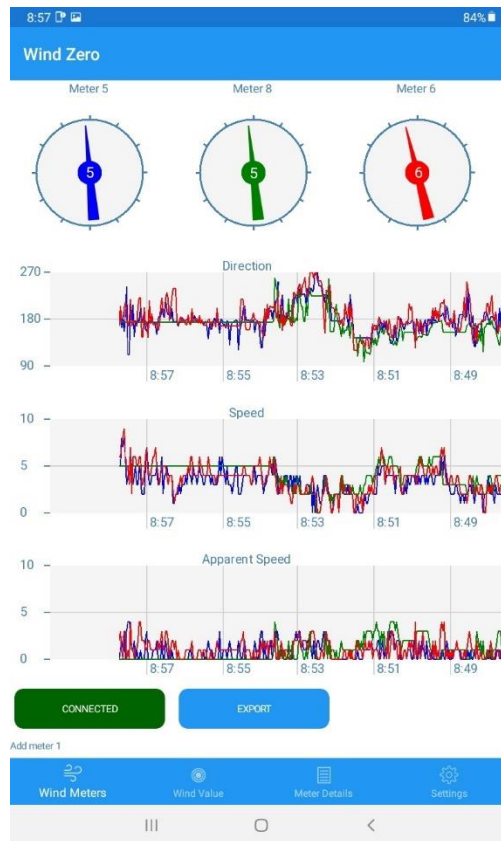 8:57 84%
Wind Zero
Meter 5 Meter 8 Meter 6
5 5 6
Direction
270
180
90
8:57 8:55 8:53 8:51 8:49
Speed
10
5
0
8:57 8:55 8:53 8:51 8:49
Apparent Speed
10
5
0
8:57 8:55 8:53 8:51 8:49
CONNECTED EXPORT
Add meter 1
Wind Meters Wind Value Meter Details Settings